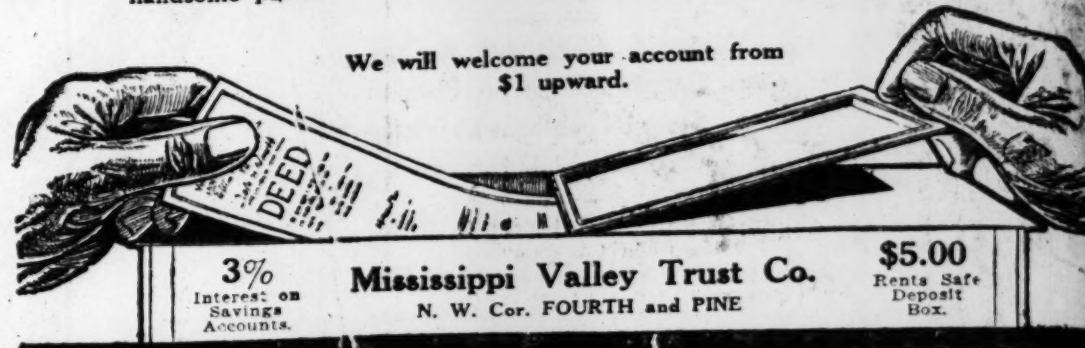 We will welcome your account from
$1 upward.
DEED
3%
Interest on
Savings
Accounts.
Mississippi Valley Trust Co.
N. W. Cor. FOURTH and PINE
$5.00
Rents Safe
Deposit
Box.